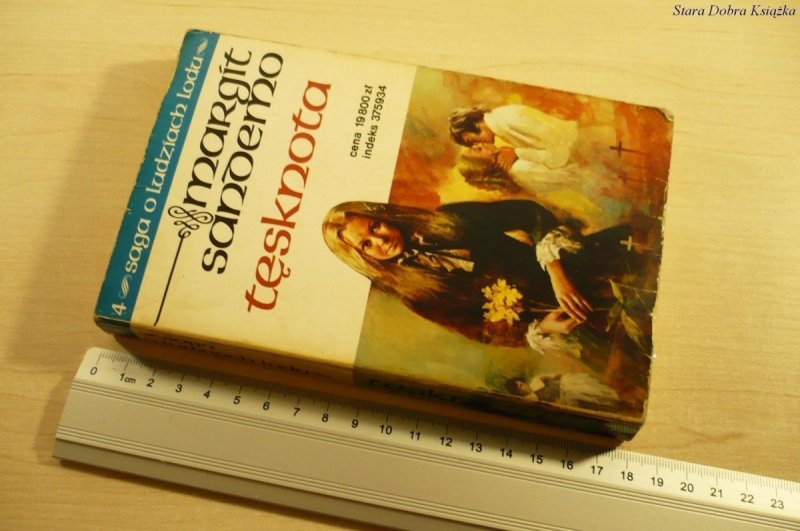 Stara Dobra Książka
4 saga o ludziach lodu
margit
sandemo
tęsknota
cena 19 800 zł
indeks 375934
0 1cm 2 3 4 5 6 7 8 9 10 11 12 13 14 15 16 17 18 19 20 21 22 23